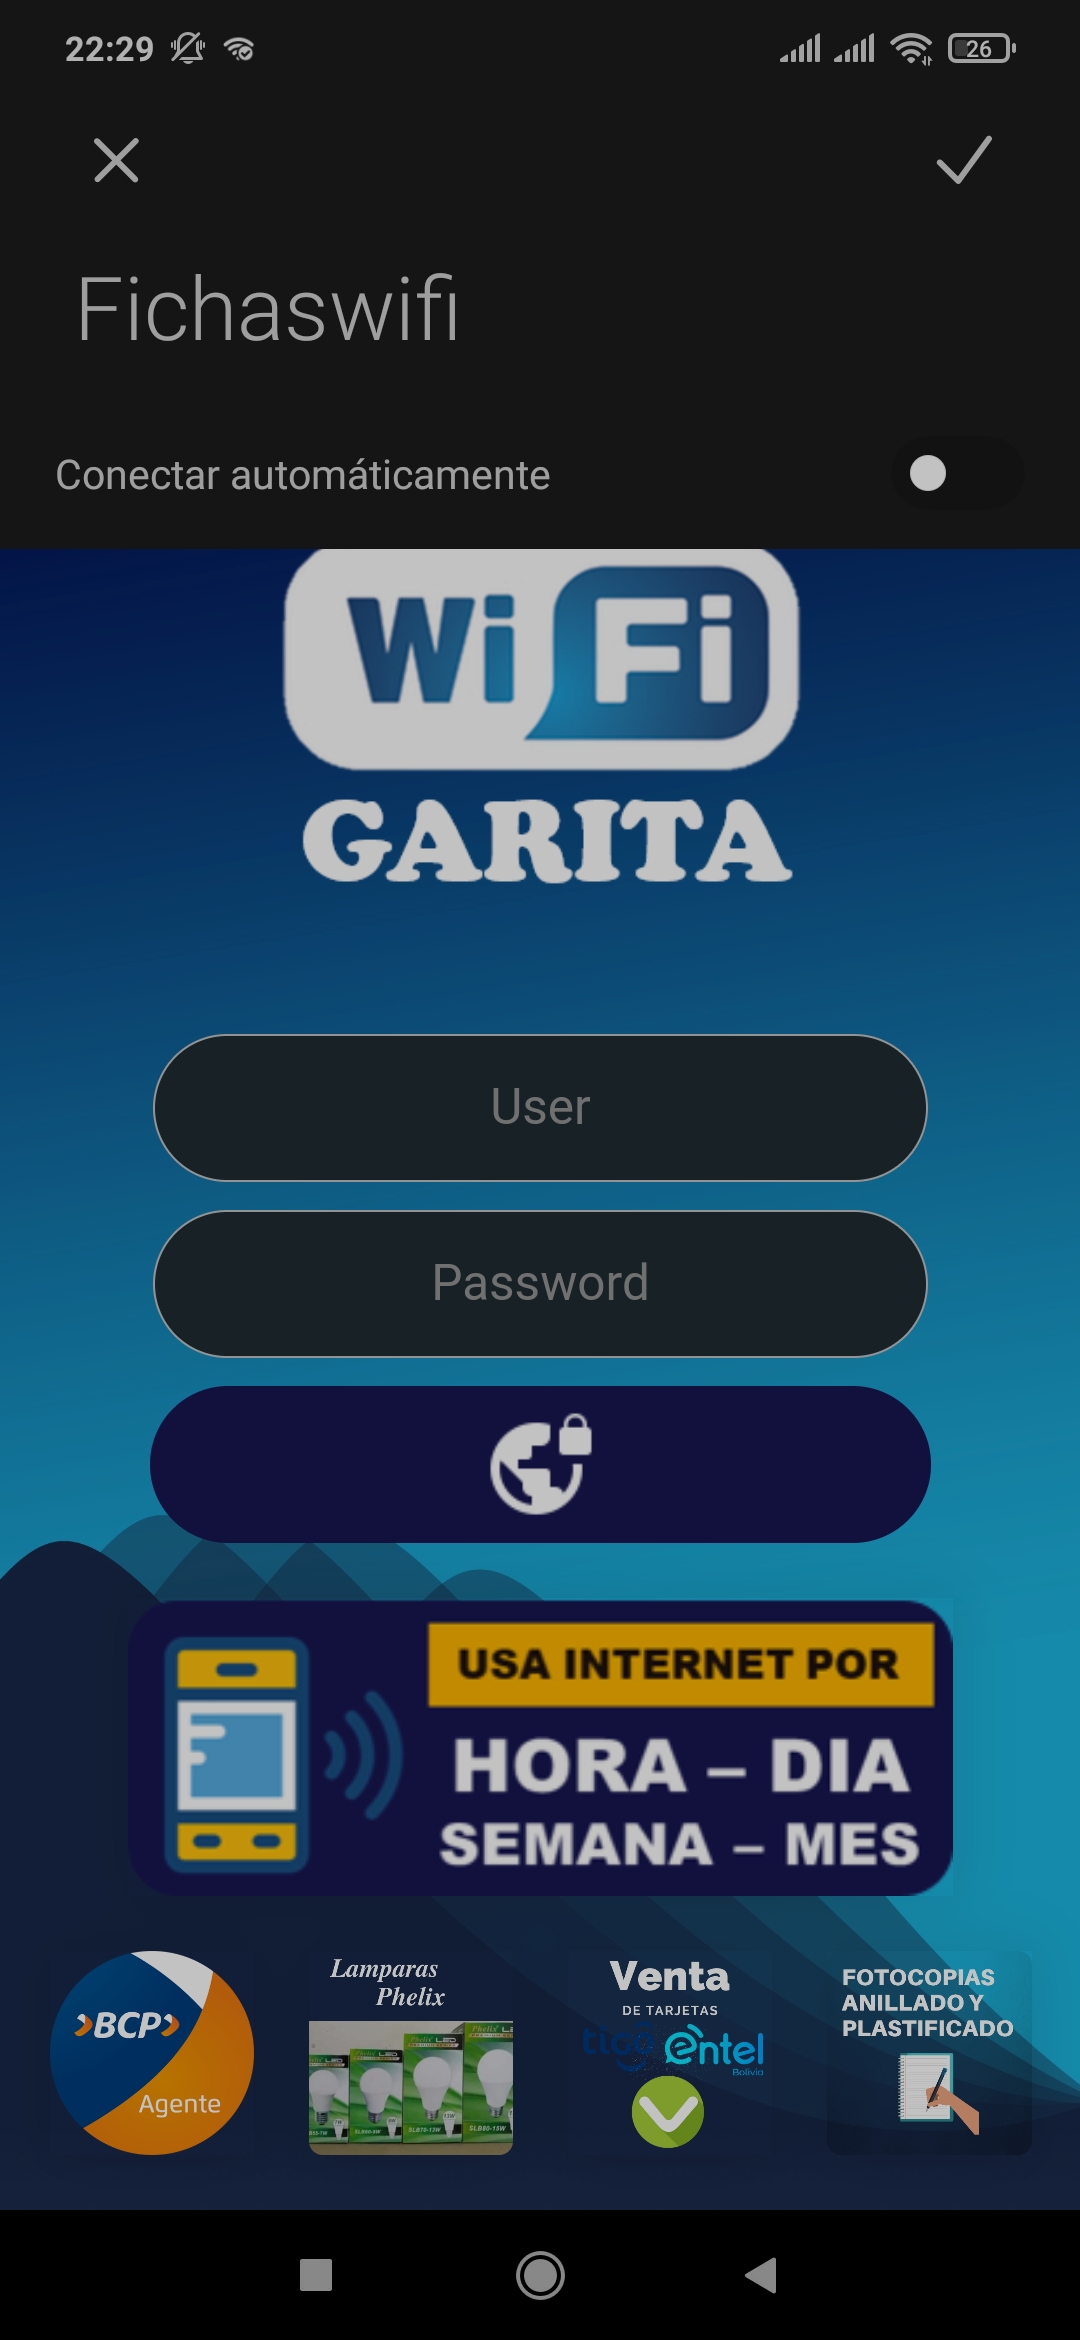 22:29
26
Fichaswifi
Conectar automáticamente
Wi Fi
GARITA
User
Password
USA INTERNET POR
HORA – DIA
SEMANA – MES
BCP
Agente
Lamparas
Phelix
Venta
DE TARJETAS
tigo entel
Bolivia
FOTOCOPIAS
ANILLADO Y
PLASTIFICADO